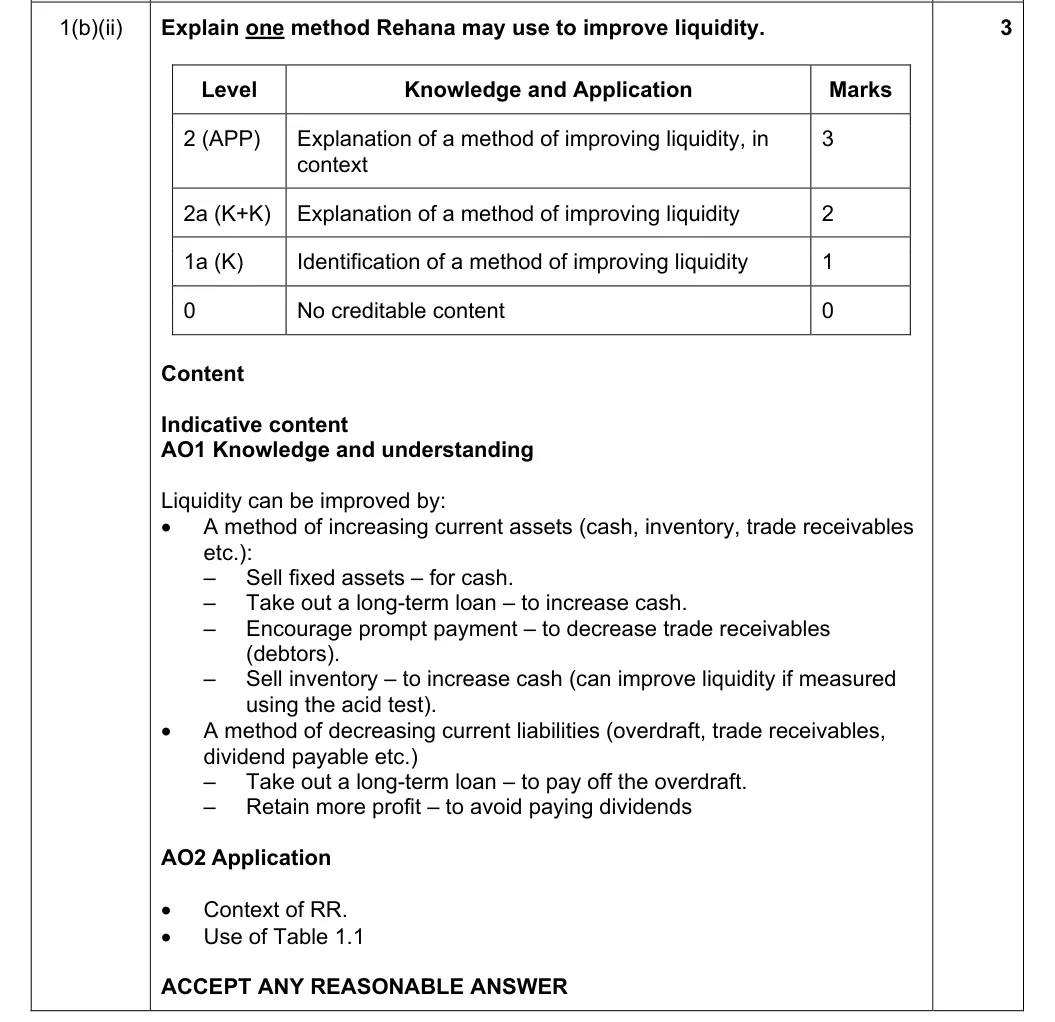 1(b)(ii) Explain one method Rehana may use to improve liquidity. 3
Level Knowledge and Application Marks
2 (APP) Explanation of a method of improving liquidity, in 3
context
2a (K+K) Explanation of a method of improving liquidity 2
1a (K) Identification of a method of improving liquidity 1
0 No creditable content 0
Content
Indicative content
AO1 Knowledge and understanding
Liquidity can be improved by:
• A method of increasing current assets (cash, inventory, trade receivables
etc.):
– Sell fixed assets – for cash.
– Take out a long-term loan – to increase cash.
– Encourage prompt payment – to decrease trade receivables
(debtors).
– Sell inventory – to increase cash (can improve liquidity if measured
using the acid test).
• A method of decreasing current liabilities (overdraft, trade receivables,
dividend payable etc.)
– Take out a long-term loan – to pay off the overdraft.
– Retain more profit – to avoid paying dividends
AO2 Application
• Context of RR.
• Use of Table 1.1
ACCEPT ANY REASONABLE ANSWER